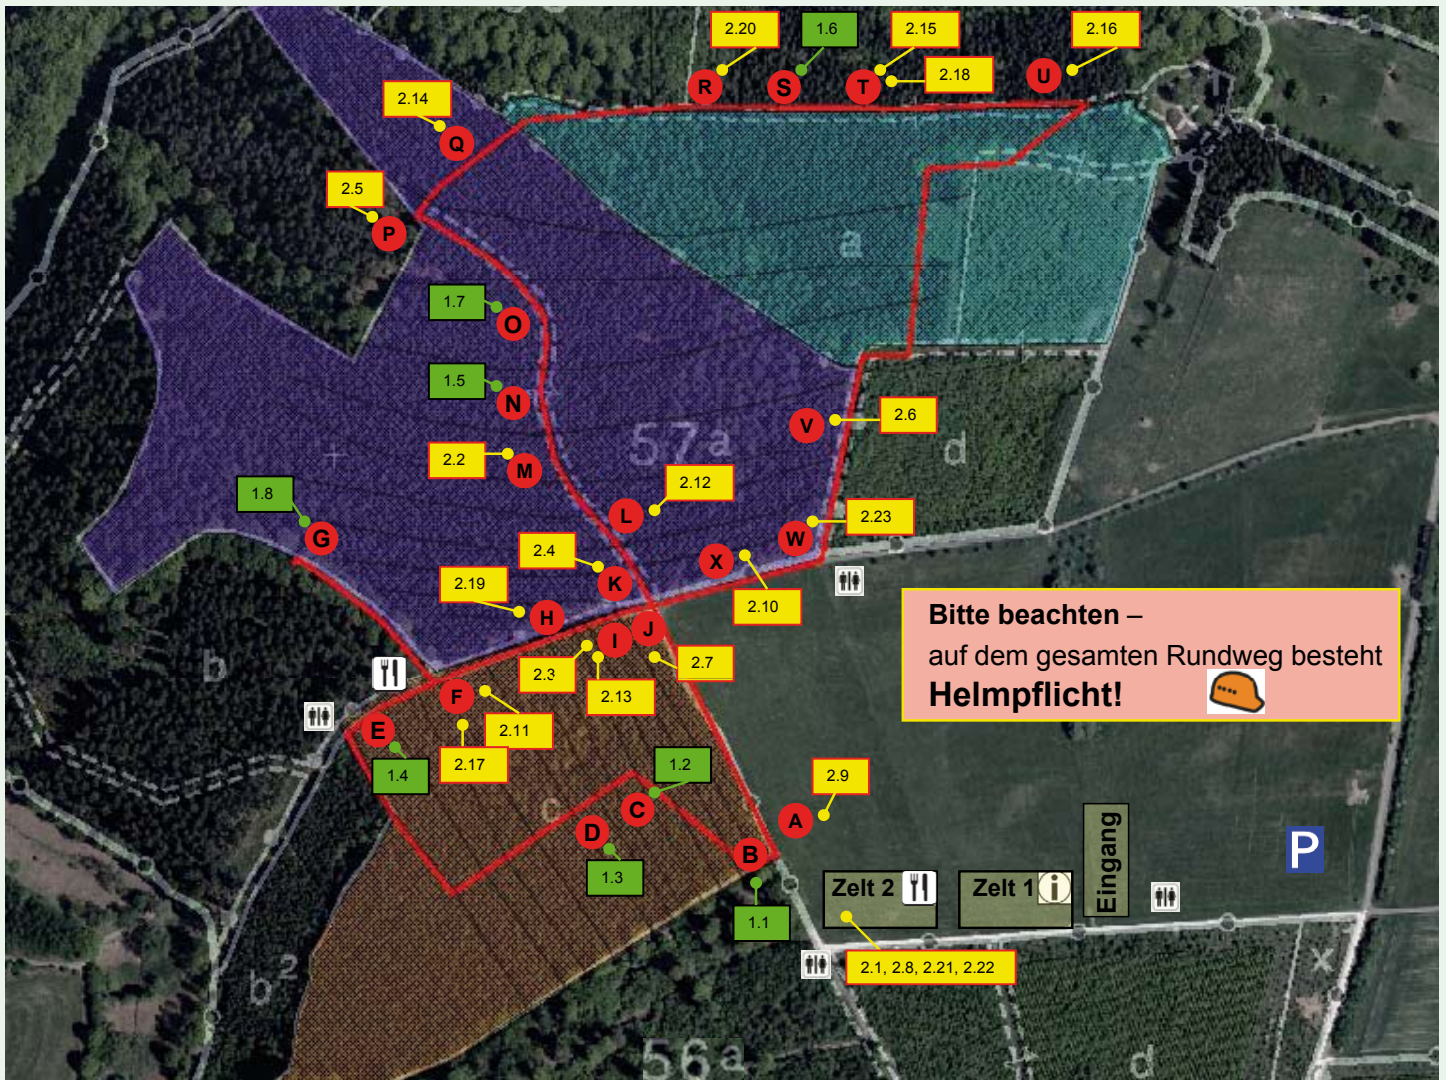 2.20
1.6
2.15
2.16
2.18
R
S
T
U
2.14
Q
2.5
P
a
1.7
O
1.5
N
V
2.6
57a
d
2.2
M
2.12
1.8
L
2.23
G
W
2.4
X
K
2.19
2.10
H
J
I
2.3
2.7
2.13
b
F
2.11
E
2.17
1.4
1.2
2.9
c
C
A
D
B
1.3
1.1
Bitte beachten –
auf dem gesamten Rundweg besteht
Helmpflicht!
Eingang
P
Zelt 2
Zelt 1
i
2.1, 2.8, 2.21, 2.22
b2
x
56a
d